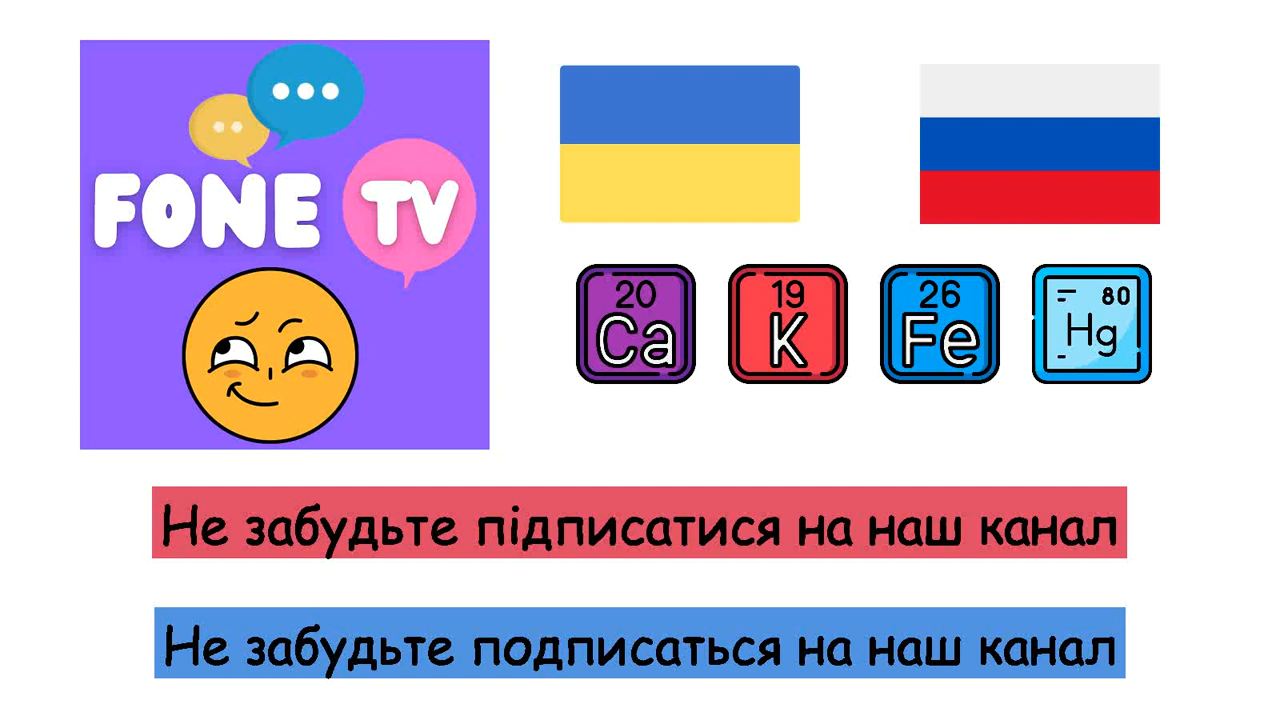 FONE TV
20 19 26 80
Ca K Fe Hg
Не забудьте підписатися на наш канал
Не забудьте подписаться на наш канал